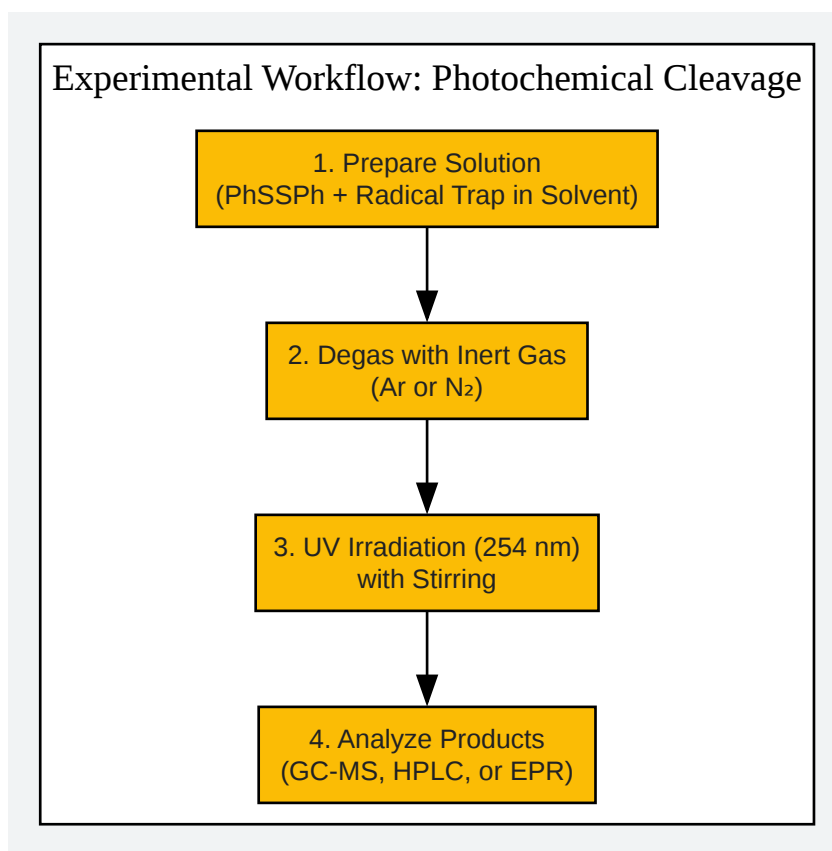 Experimental Workflow: Photochemical Cleavage
1. Prepare Solution
(PhSSPh + Radical Trap in Solvent)
2. Degas with Inert Gas
(Ar or N₂)
3. UV Irradiation (254 nm)
with Stirring
4. Analyze Products
(GC-MS, HPLC, or EPR)